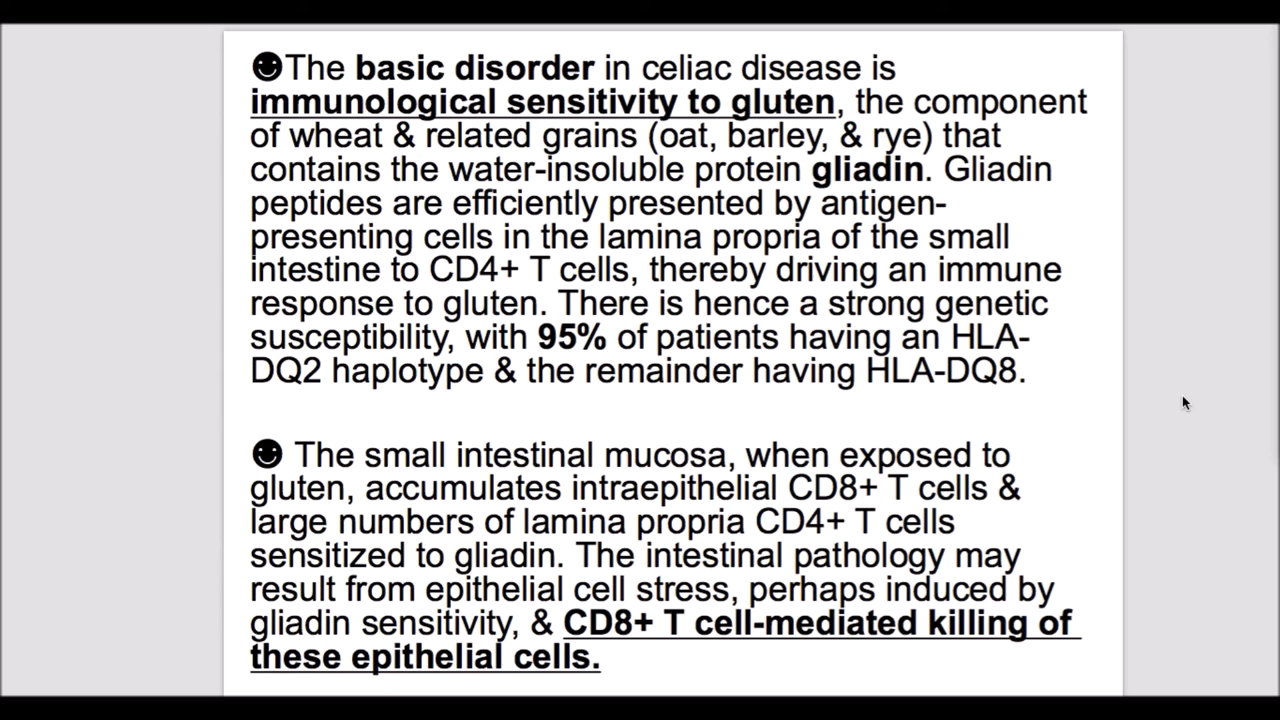 ☻The basic disorder in celiac disease is
immunological sensitivity to gluten, the component
of wheat & related grains (oat, barley, & rye) that
contains the water-insoluble protein gliadin. Gliadin
peptides are efficiently presented by antigen-
presenting cells in the lamina propria of the small
intestine to CD4+ T cells, thereby driving an immune
response to gluten. There is hence a strong genetic
susceptibility, with 95% of patients having an HLA-
DQ2 haplotype & the remainder having HLA-DQ8.
☻ The small intestinal mucosa, when exposed to
gluten, accumulates intraepithelial CD8+ T cells &
large numbers of lamina propria CD4+ T cells
sensitized to gliadin. The intestinal pathology may
result from epithelial cell stress, perhaps induced by
gliadin sensitivity, & CD8+ T cell-mediated killing of
these epithelial cells.